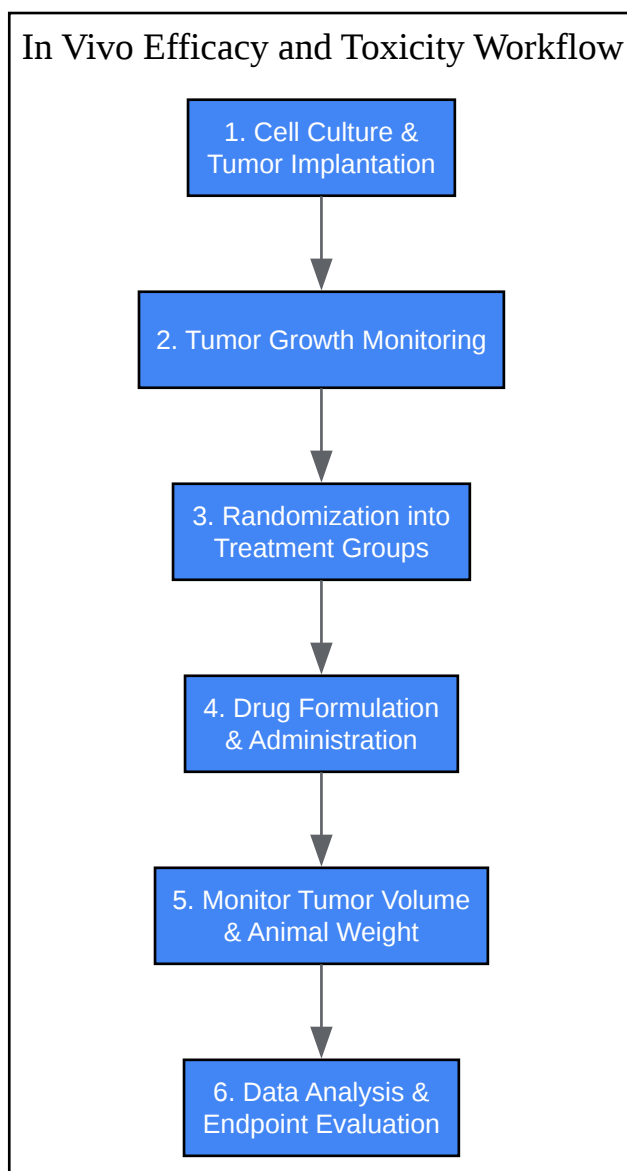 In Vivo Efficacy and Toxicity Workflow
1. Cell Culture &
Tumor Implantation
2. Tumor Growth Monitoring
3. Randomization into
Treatment Groups
4. Drug Formulation
& Administration
5. Monitor Tumor Volume
& Animal Weight
6. Data Analysis &
Endpoint Evaluation